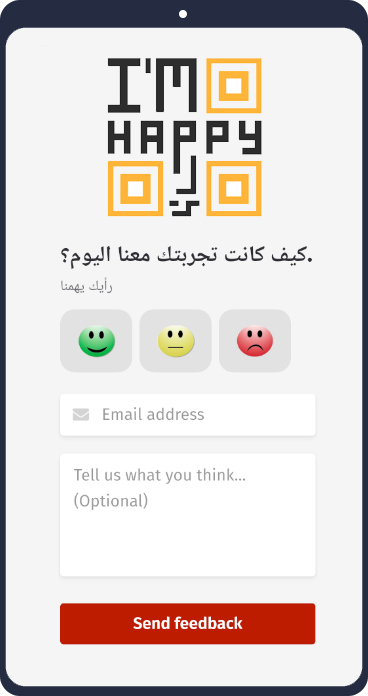 I'M
HAPPY
كيف كانت تجربتك معنا اليوم؟.
رأيك يهمنا
Email address
Tell us what you think...
(Optional)
Send feedback